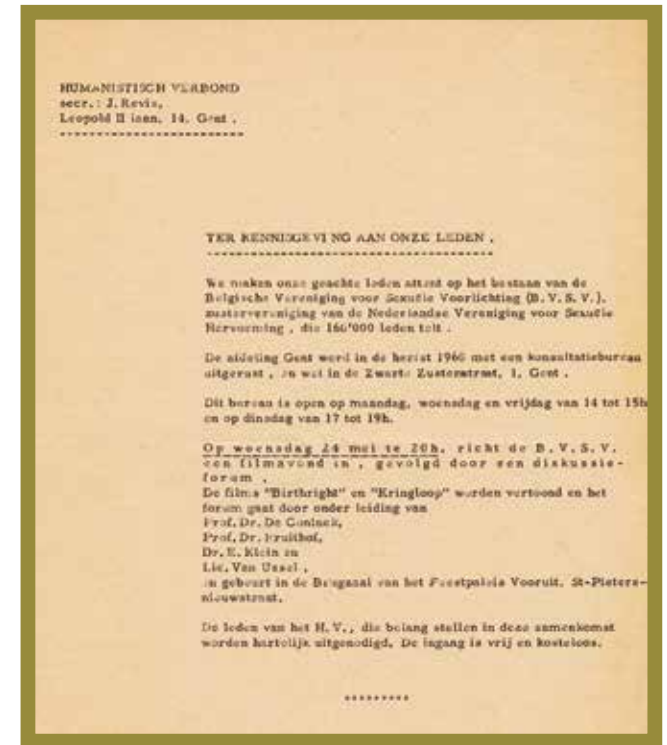 HUMANISTISCH VERBOND
secr.: J. Revis,
Leopold II laan, 14, Gent.
TER KENNISGEVING AAN ONZE LEDEN.
We maken onze geachte leden attent op het bestaan van de
Belgische Vereniging voor Sexuële Voorlichting (B.V.S.V.),
zustervereniging van de Nederlandse Vereniging voor Sexuële
Hervorming, die 160'000 leden telt.
De afdeling Gent werd in de herfst 1966 met een konsultatiebureau
uitgerust, en wel in de Zwarte Zusterstraat, 1, Gent.
Dit bureau is open op maandag, woensdag en vrijdag van 14 tot 15h
en op dinsdag van 17 tot 19h.
Op woensdag 24 mei te 20h, richt de B.V.S.V.
een filmavond in, gevolgd door een diskussie-
forum.
De films "Birthright" en "Kringloop" worden vertoond en het
forum gaat door onder leiding van
Prof. Dr. De Coninck,
Prof. Dr. Kruithof,
Dr. E. Klein en
Lic. Van Ussel,
en gebeurt in de van het Feestpaleis Vooruit, St-Pieters-
nieuwstraat.
De leden van het H.V., die belang stellen in deze samenkomst
worden hartelijk uitgenodigd. De ingang is vrij en kosteloos.